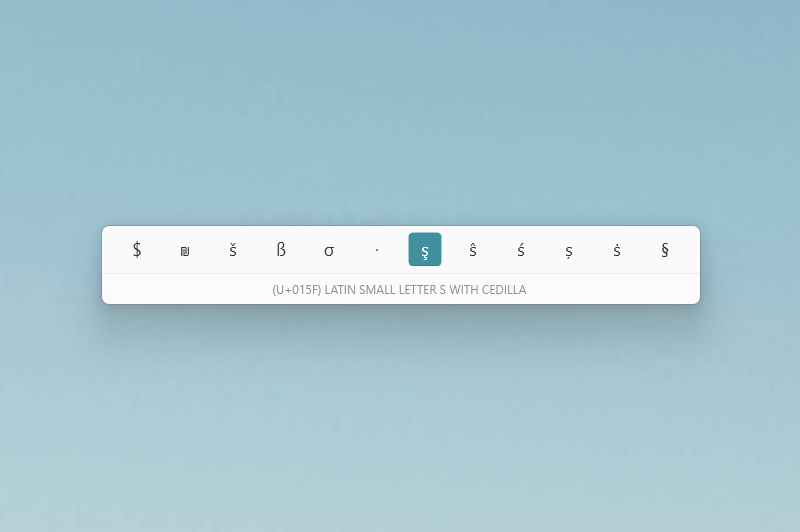 $ ₪ š ß σ · ş ŝ ś ș ṡ §
(U+015F) LATIN SMALL LETTER S WITH CEDILLA